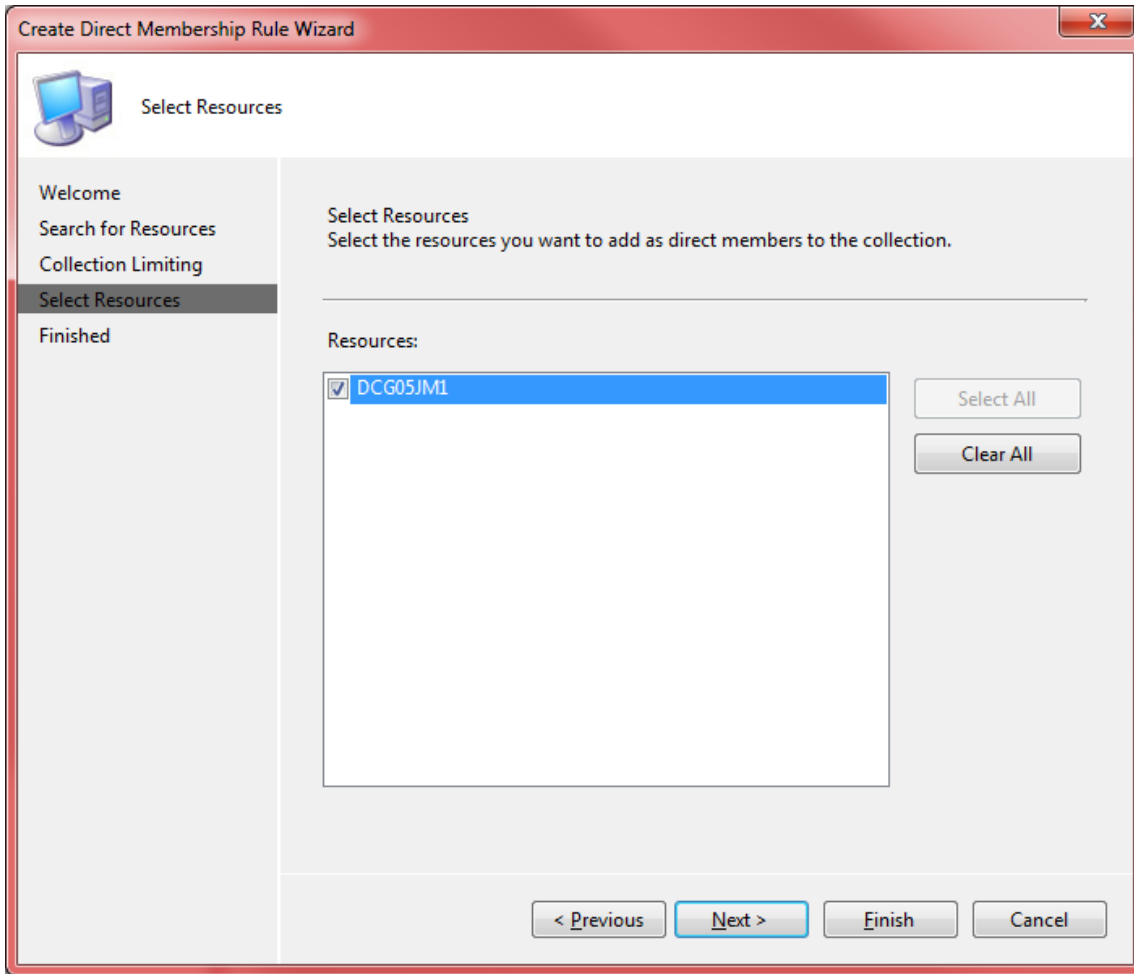 Create Direct Membership Rule Wizard
Select Resources
Welcome
Search for Resources
Collection Limiting
Select Resources
Finished
Select Resources
Select the resources you want to add as direct members to the collection.
Resources:
DCG05JM1
Select All
Clear All
< Previous
Next >
Finish
Cancel